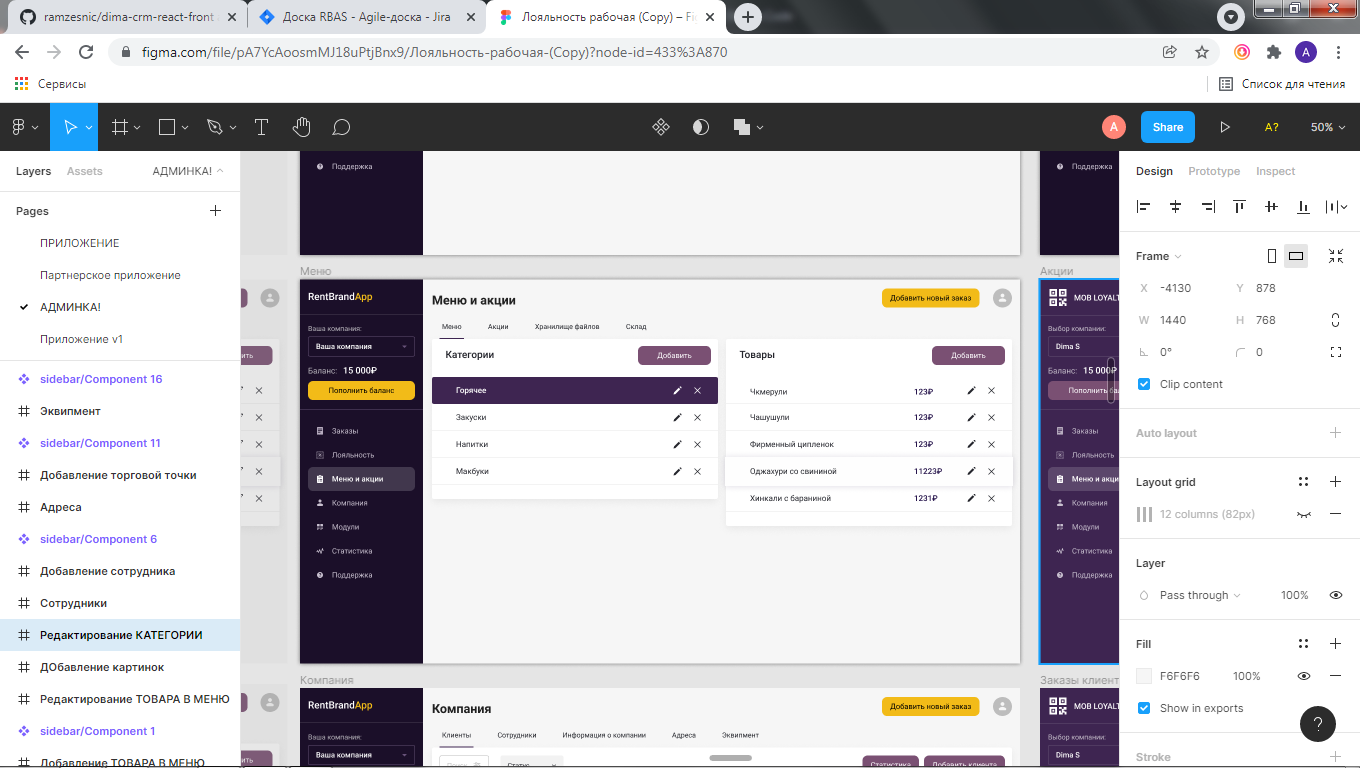 ramzesnic/dima-crm-react-front
Доска RBAS - Agile-доска - Jira
Лояльность рабочая (Copy) – Fi
figma.com/file/pA7YcAoosmMJ18uPtjBnx9/Лояльность-рабочая-(Copy)?node-id=433%3A870
A
Сервисы
Список для чтения
A
Share
A?
50%
Layers
Assets
АДМИНКА!
Pages
ПРИЛОЖЕНИЕ
Партнерское приложение
АДМИНКА!
Приложение v1
sidebar/Component 16
Эквипмент
sidebar/Component 11
Добавление торговой точки
Адреса
sidebar/Component 6
Добавление сотрудника
Сотрудники
Редактирование КАТЕГОРИИ
ДОбавление картинок
Редактирование ТОВАРА В МЕНЮ
sidebar/Component 1
Добавление ТОВАРА В МЕНЮ
Поддержка
Меню
RentBrandApp
Ваша компания:
Ваша компания
Баланс: 15 000₽
Пополнить баланс
Заказы
Лояльность
Меню и акции
Компания
Модули
Статистика
Поддержка
Меню и акции
Добавить новый заказ
Меню
Акции
Хранилище файлов
Склад
Категории
Добавить
Горячее
Закуски
Напитки
Макбуки
Товары
Добавить
Чкмерули 123₽
Чашушули 123₽
Фирменный ципленок 123₽
Оджахури со свининой 11223₽
Хинкали с бараниной 1231₽
Компания
RentBrandApp
Ваша компания:
Ваша компания
Компания
Добавить новый заказ
Клиенты
Сотрудники
Информация о компании
Адреса
Эквипмент
Статус
Статистика
Добавить клиента
Поддержка
Акции
MOB LOYALT
Выбор компании:
Dima S
Баланс: 15 000₽
Пополнить ба
Заказы
Лояльность
Меню и акци
Компания
Модули
Статистика
Поддержка
Заказы клиент
MOB LOYALT
Выбор компании:
Dima S
Design
Prototype
Inspect
Frame
X -4130
Y 878
W 1440
H 768
0°
0
Clip content
Auto layout
Layout grid
12 columns (82px)
Layer
Pass through
100%
Fill
F6F6F6
100%
Show in exports
Stroke
?